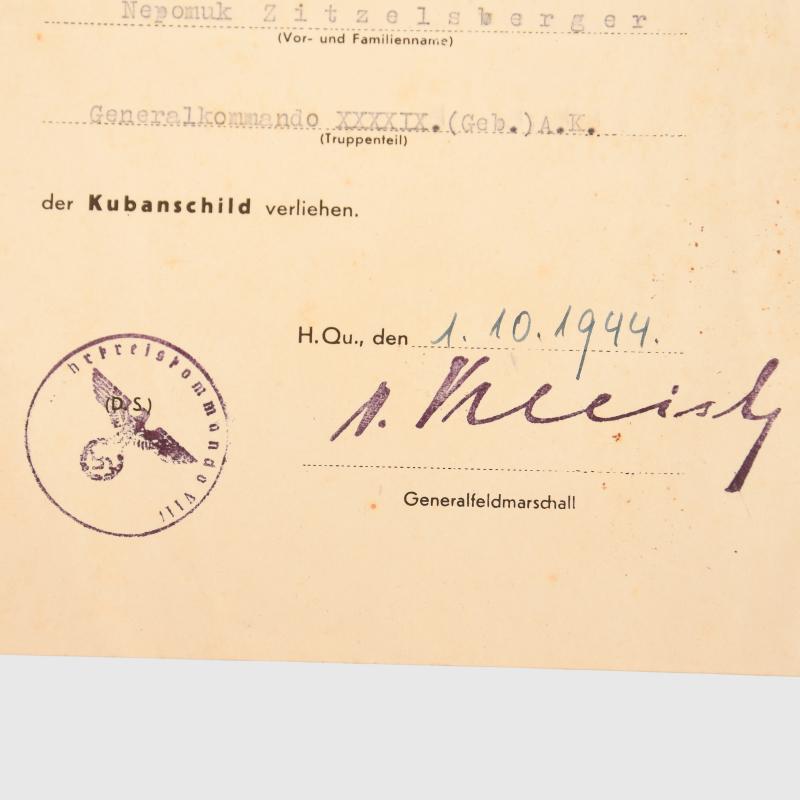 Nepomuk Zitzelsberger
(Vor- und Familienname)
Generalkommando XXXXIX.(Geb.)A.K.
(Truppenteil)
der Kubanschild verliehen.
H.Qu., den 1.10.1944.
(D.S.)
v. Kleist
Generalfeldmarschall